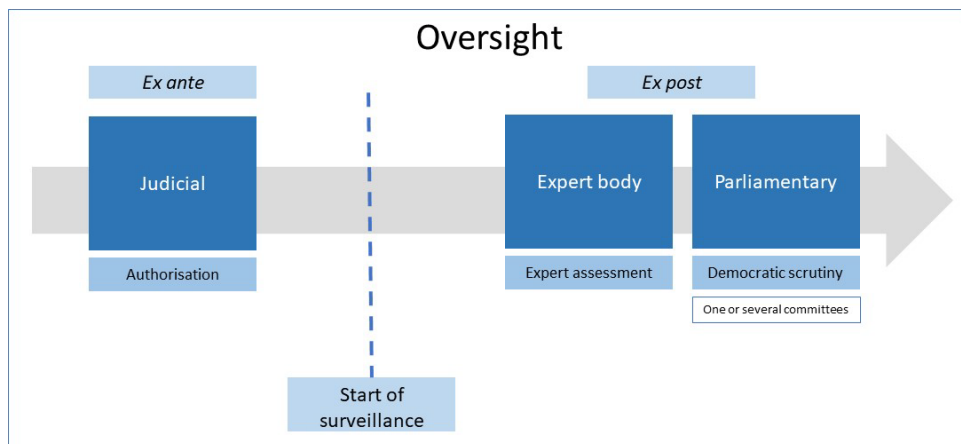 Oversight
Ex ante
Ex post
Judicial
Expert body
Parliamentary
Authorisation
Expert assessment
Democratic scrutiny
One or several committees
Start of
surveillance